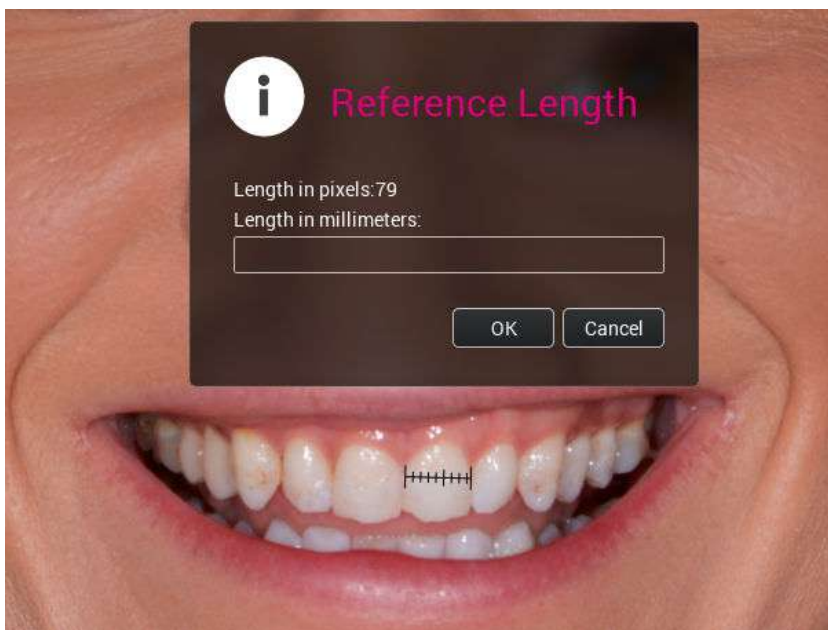 i
Reference Length
Length in pixels:79
Length in millimeters:
OK Cancel